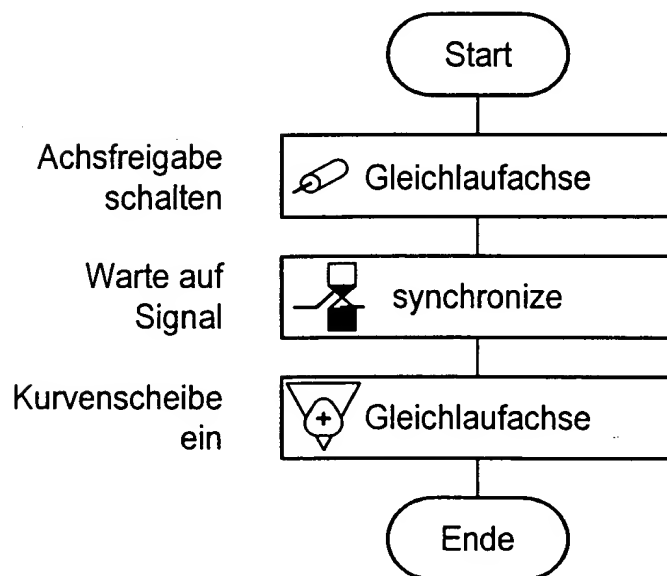 Start
Achsfreigabe
schalten
Gleichlaufachse
Warte auf
Signal
synchronize
Kurvenscheibe
ein
Gleichlaufachse
Ende